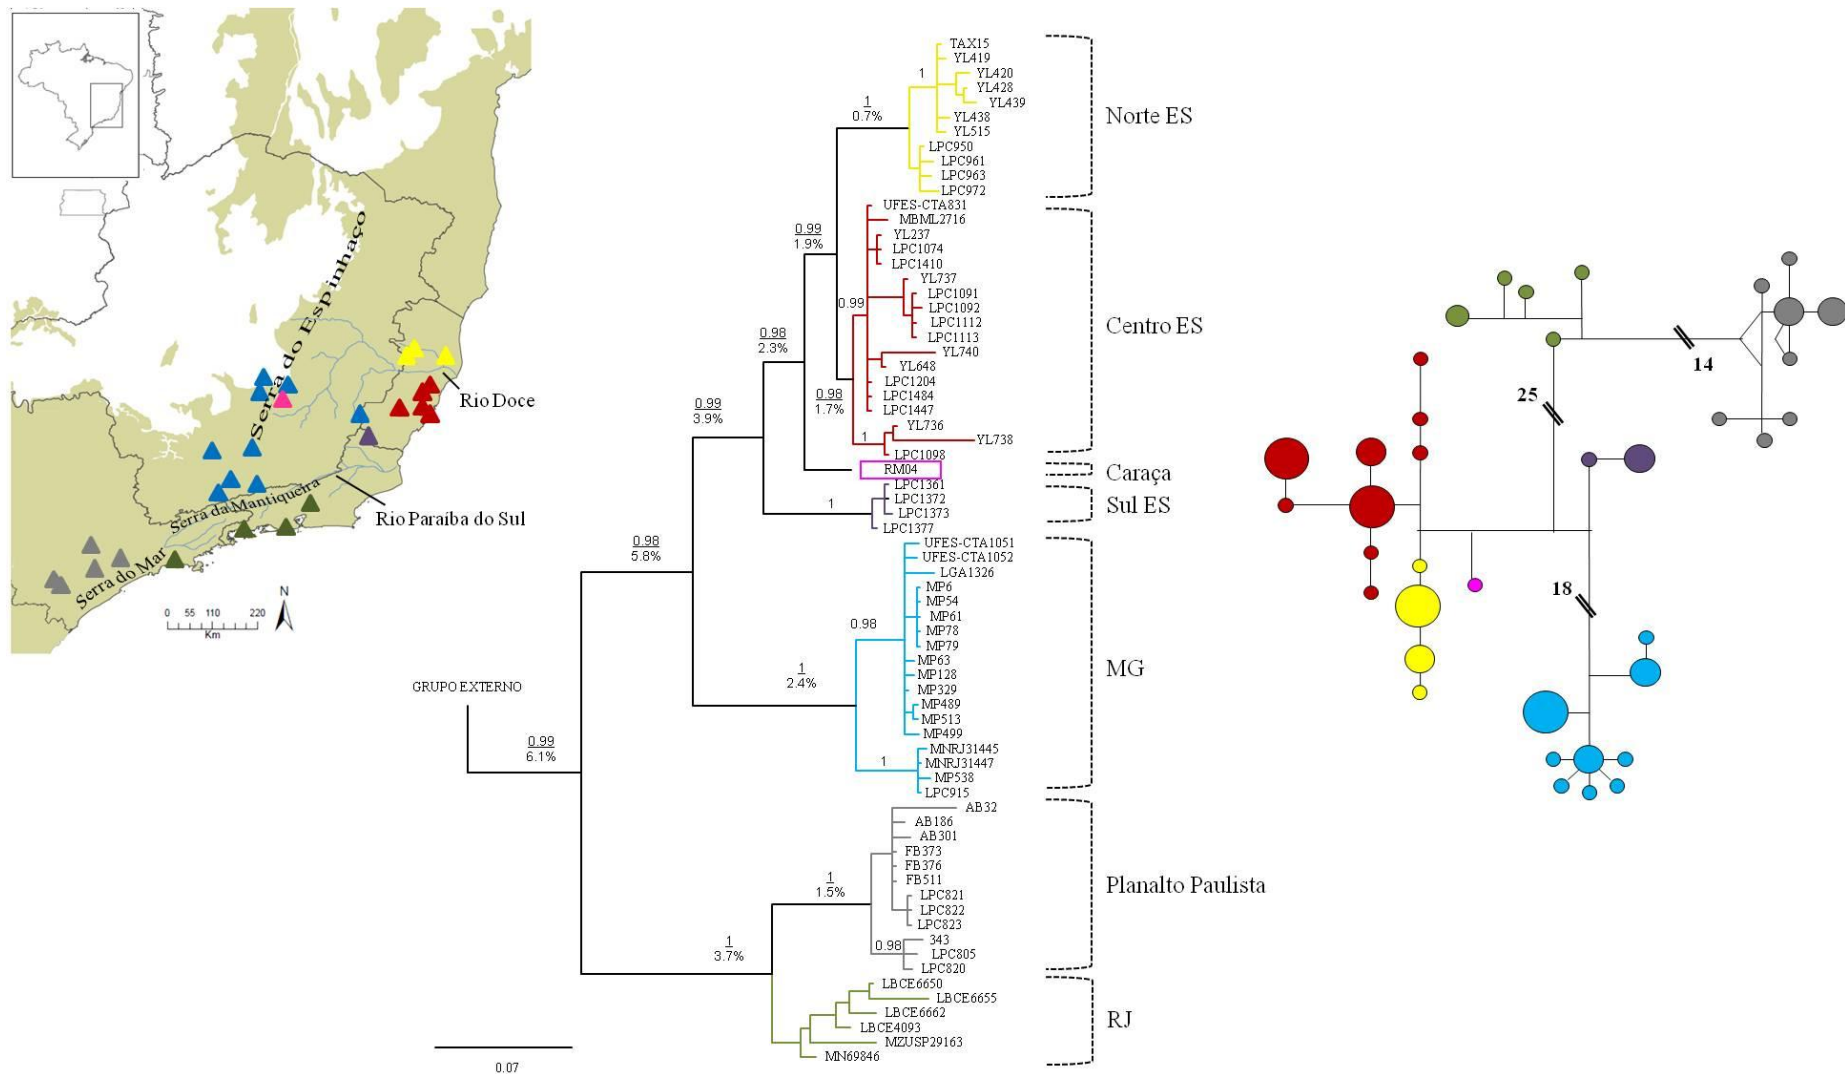 Serra do Espinhaço
Rio Doce
Rio Paraíba do Sul
Serra da Mantiqueira
Serra do Mar
0 55 110 220
Km
N
GRUPO EXTERNO
0.99
6.1%
0.98
5.8%
0.99
3.9%
0.98
2.3%
0.99
1.9%
1
0.7%
1
0.99
0.98
1.7%
1
1
1
2.4%
0.98
1
1
3.7%
1
1.5%
0.98
0.07
TAX15
YL419
YL420
YL428
YL439
YL438
YL515
LPC950
LPC961
LPC963
LPC972
UFES-CTA831
MBML2716
YL237
LPC1074
LPC1410
YL737
LPC1091
LPC1092
LPC1112
LPC1113
YL740
YL648
LPC1204
LPC1484
LPC1447
YL736
YL738
LPC1098
RM04
LPC1361
LPC1372
LPC1373
LPC1377
UFES-CTA1051
UFES-CTA1052
LGA1326
MP6
MP54
MP61
MP78
MP79
MP63
MP128
MP329
MP489
MP513
MP499
MNRJ31445
MNRJ31447
MP538
LPC915
AB32
AB186
AB301
FB373
FB376
FB511
LPC821
LPC822
LPC823
343
LPC805
LPC820
LBCE6650
LBCE6655
LBCE6662
LBCE4093
MZUSP29163
MN69846
Norte ES
Centro ES
Caraça
Sul ES
MG
Planalto Paulista
RJ
14
25
18